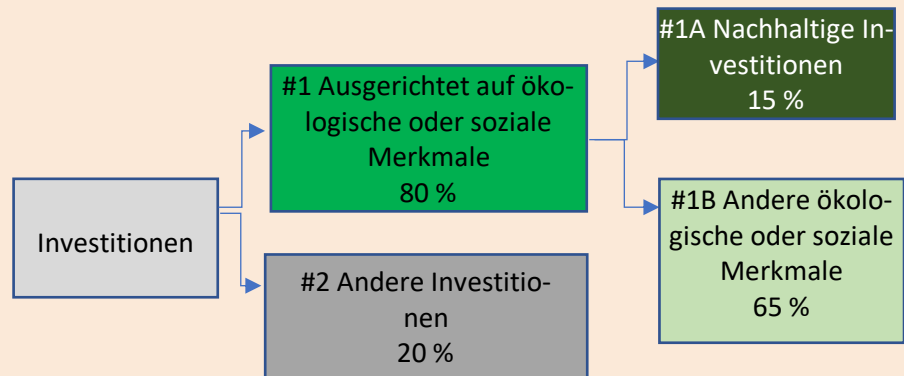 Investitionen
#1 Ausgerichtet auf öko-
logische oder soziale
Merkmale
80 %
#2 Andere Investitio-
nen
20 %
#1A Nachhaltige In-
vestitionen
15 %
#1B Andere ökolo-
gische oder soziale
Merkmale
65 %